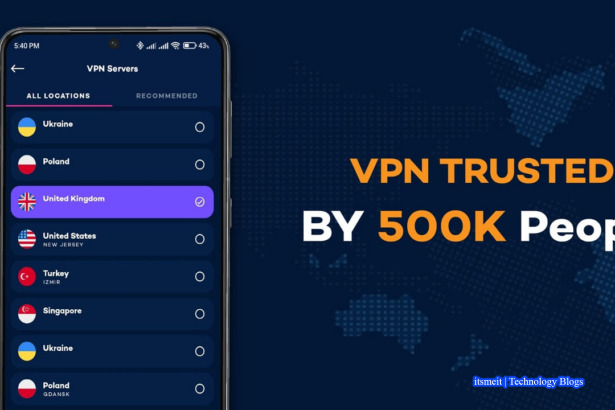 5:40 PM
43%
VPN Servers
ALL LOCATIONS
RECOMMENDED
Ukraine
Poland
United Kingdom
United States
NEW JERSEY
Turkey
IZMIR
Singapore
Ukraine
Poland
GDANSK
VPN TRUSTED
BY 500K Peop
itsmeit | Technology Blogs